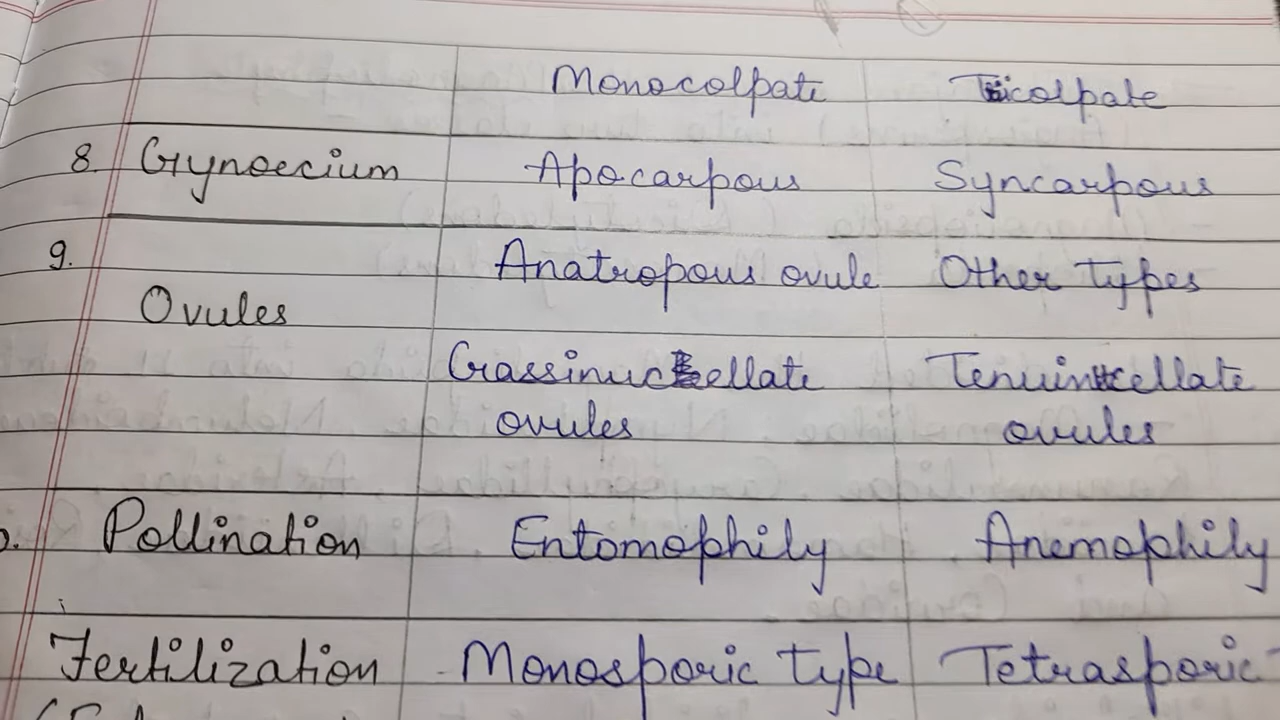 Monocolpate Tricolpate
8. Gynoecium Apocarpous Syncarpous
9. Anatropous ovule Other types
Ovules
Crassinucellate Tenuinucellate
ovules ovules
Pollination Entomophily Anemophily
Fertilization Monosporic type Tetrasporic